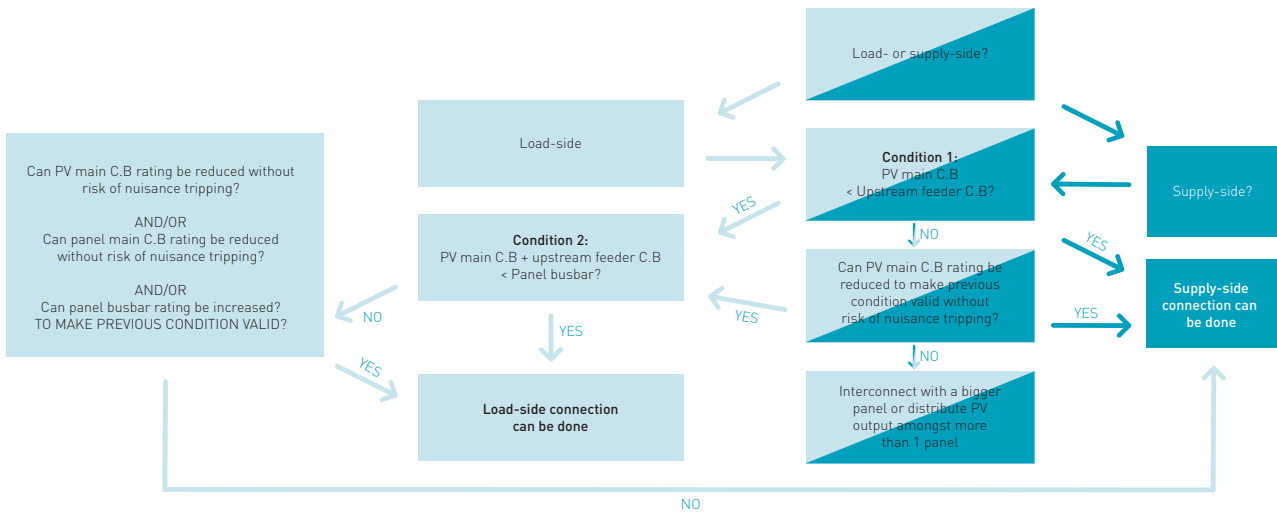 Load- or supply-side?
Load-side
Condition 1:
PV main C.B
< Upstream feeder C.B?
Supply-side?
Can PV main C.B rating be reduced without
risk of nuisance tripping?
AND/OR
Can panel main C.B rating be reduced
without risk of nuisance tripping?
AND/OR
Can panel busbar rating be increased?
TO MAKE PREVIOUS CONDITION VALID?
YES
Condition 2:
PV main C.B + upstream feeder C.B
< Panel busbar?
NO
YES
Can PV main C.B rating be
reduced to make previous
condition valid without
risk of nuisance tripping?
Supply-side
connection can
be done
NO
YES
YES
YES
NO
YES
Load-side connection
can be done
Interconnect with a bigger
panel or distribute PV
output amongst more
than 1 panel
NO